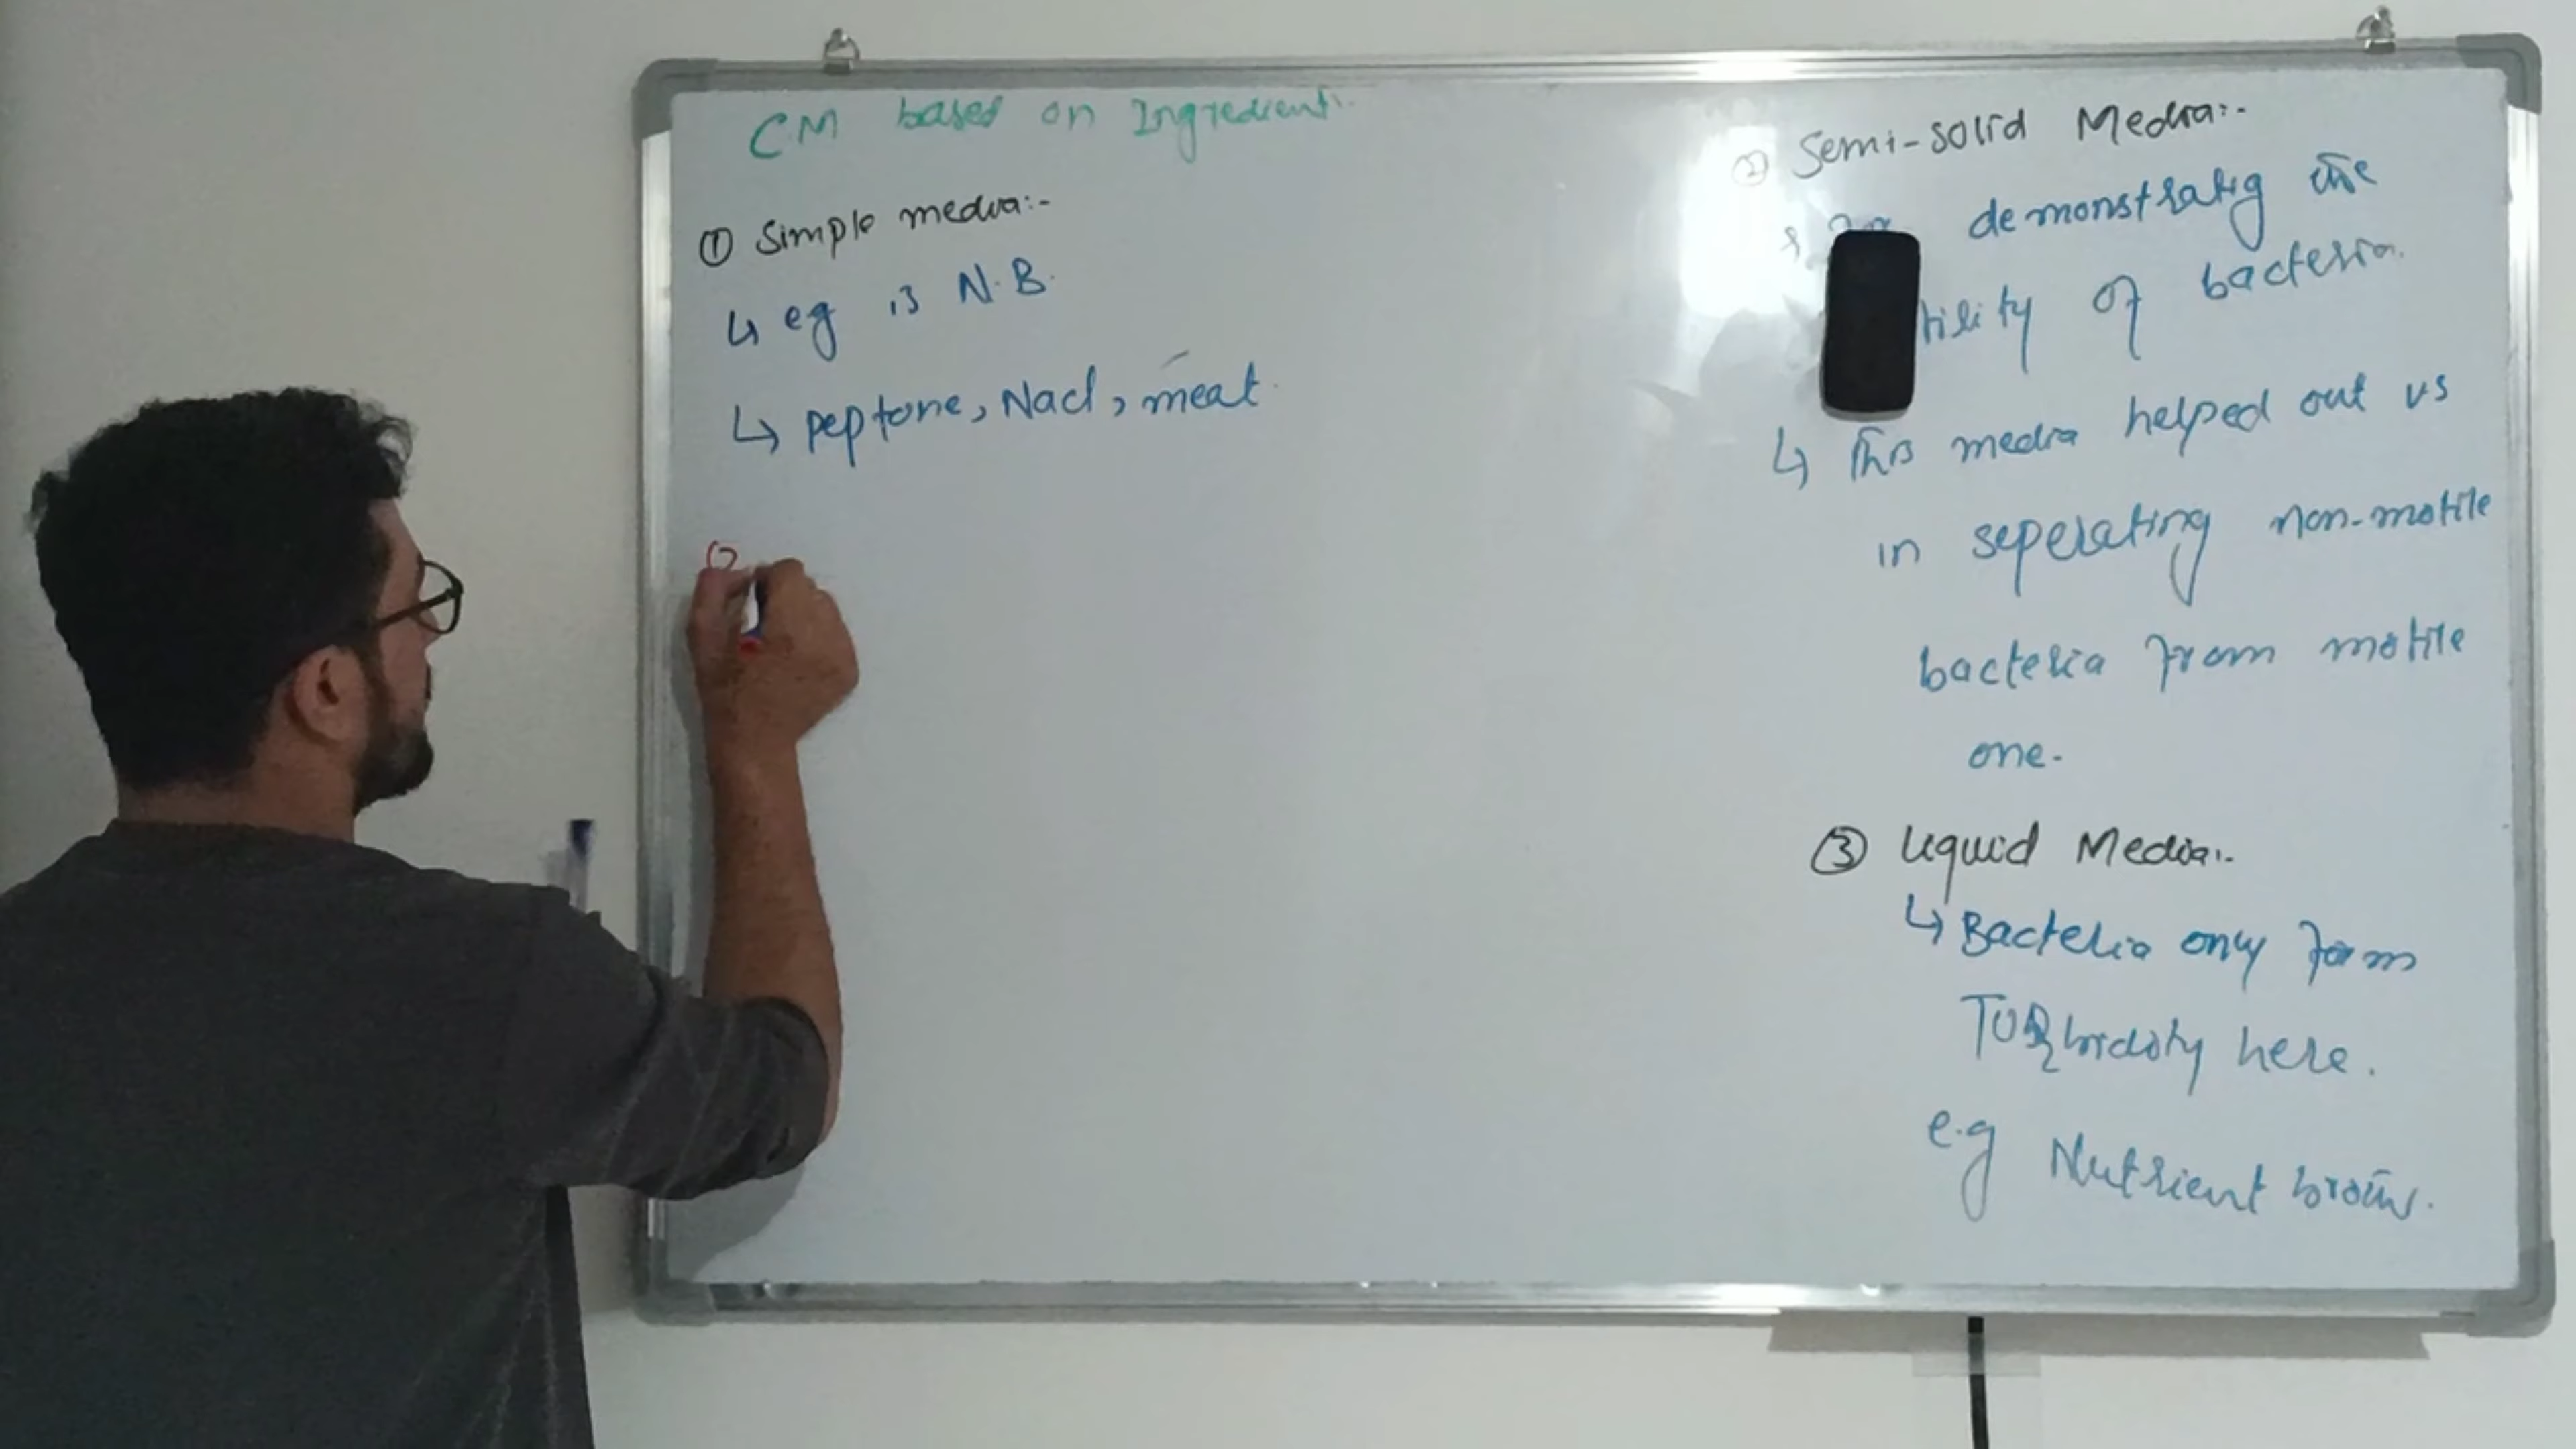 CM based on Ingredient.
① Simple media:-
↳ eg is N.B.
↳ peptone, Nacl, meat.
② Semi-solid Media:-
demonstratig the
tility of bacteria.
↳ This media helped out us
in seperating non-motile
bacteria from motile
one.
③ Liquid Media:-
↳ Bacteria only form
here.
e.g Nutrient broth.